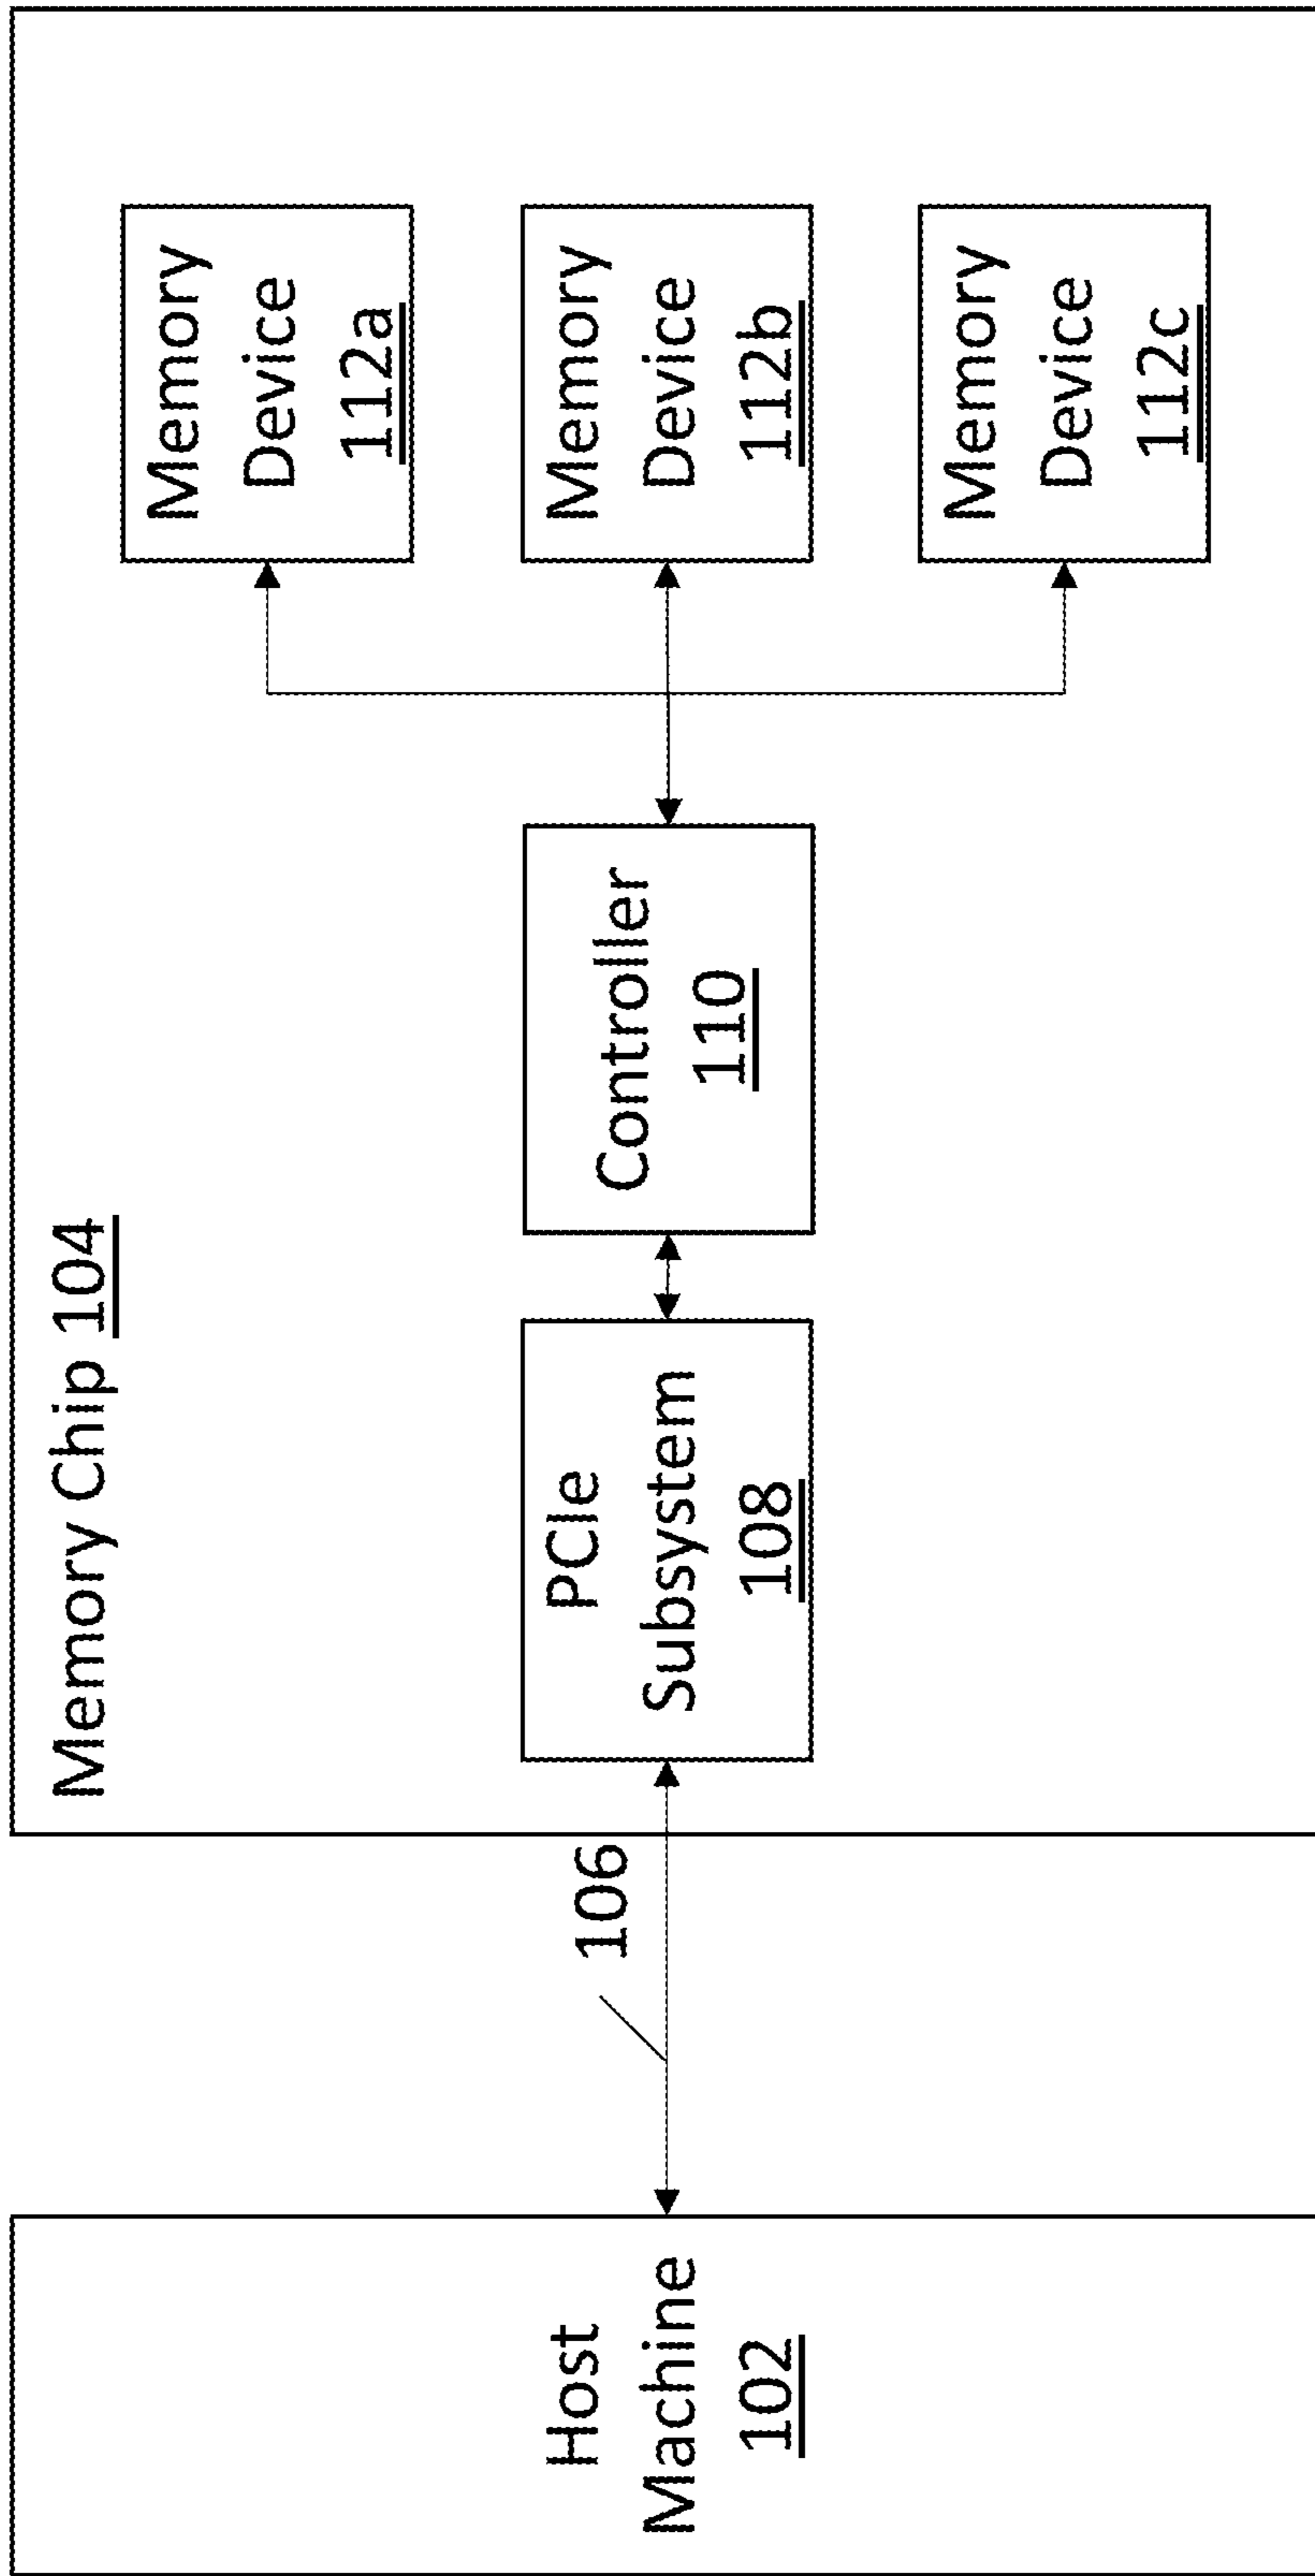 Memory Chip 104
Host
Machine
102
106
PCIe
Subsystem
108
Controller
110
Memory
Device
112a
Memory
Device
112b
Memory
Device
112c